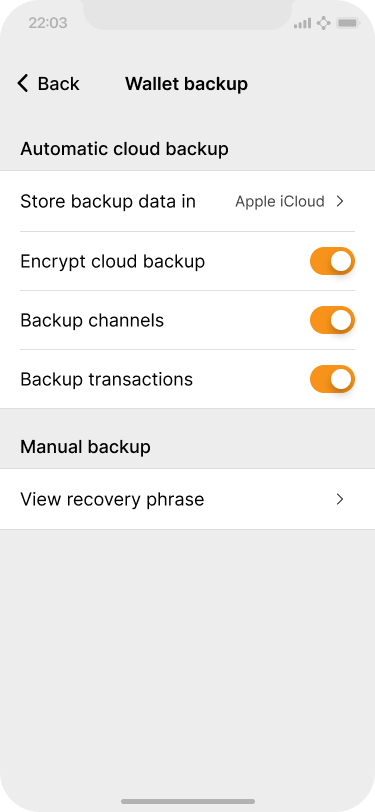 22:03
Back
Wallet backup
Automatic cloud backup
Store backup data in Apple iCloud
Encrypt cloud backup
Backup channels
Backup transactions
Manual backup
View recovery phrase